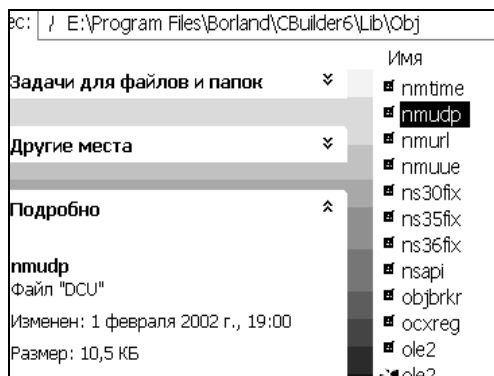 ес: E:\Program Files\Borland\CBuilder6\Lib\Obj
Имя
Задачи для файлов и папок
Другие места
Подробно
nmudp
Файл "DCU"
Изменен: 1 февраля 2002 г., 19:00
Размер: 10,5 КБ
nmtime
nmudp
nmurl
nmuue
ns30fix
ns35fix
ns36fix
nsapi
objbrkr
ocxreg
ole2
ole2